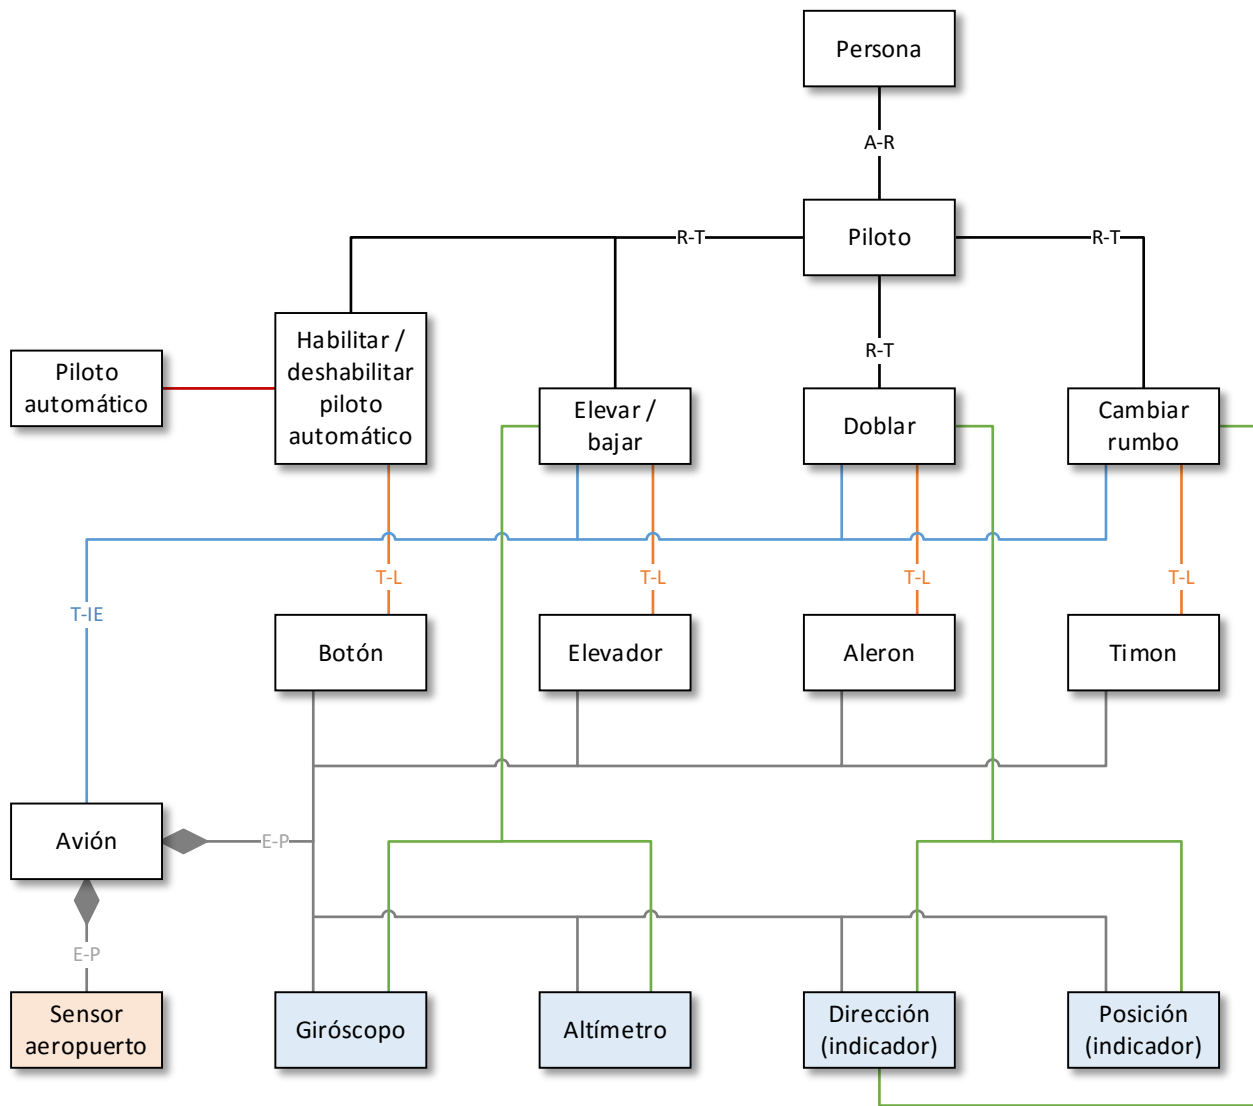 Persona
A-R
Piloto
R-T
R-T
R-T
Habilitar /
deshabilitar
piloto
automático
Piloto
automático
Elevar /
bajar
Doblar
Cambiar
rumbo
T-L
T-L
T-L
T-L
T-IE
Botón
Elevador
Aleron
Timon
Avión
E-P
E-P
Sensor
aeropuerto
Giróscopo
Altímetro
Dirección
(indicador)
Posición
(indicador)